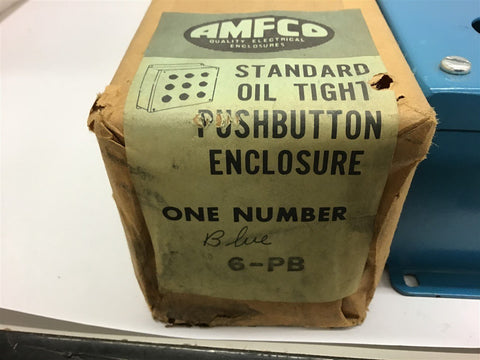 AMFCO
QUALITY ELECTRICAL
ENCLOSURES
STANDARD
OIL TIGHT
PUSHBUTTON
ENCLOSURE
ONE NUMBER
Blue
6-PB